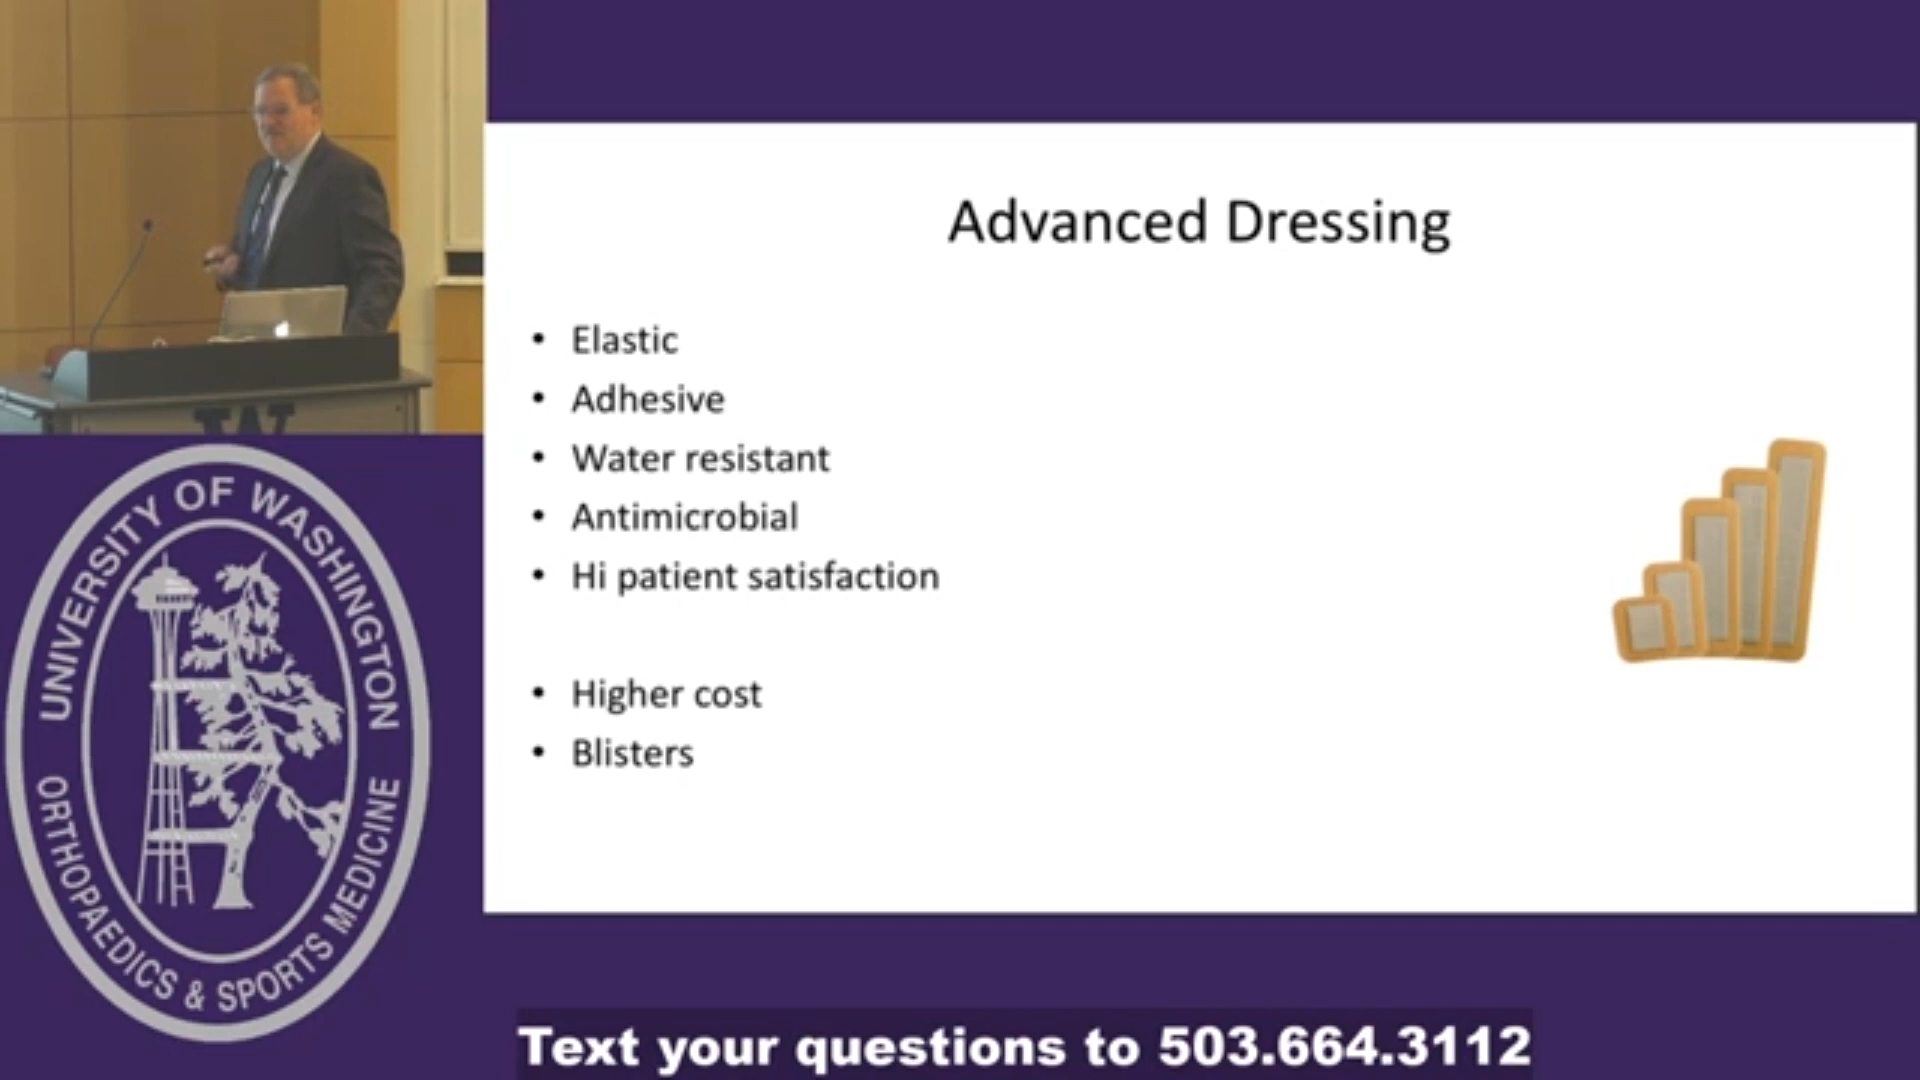 Advanced Dressing
• Elastic
• Adhesive
• Water resistant
• Antimicrobial
• Hi patient satisfaction
• Higher cost
• Blisters
UNIVERSITY OF WASHINGTON
ORTHOPAEDICS & SPORTS MEDICINE
Text your questions to 503.664.3112